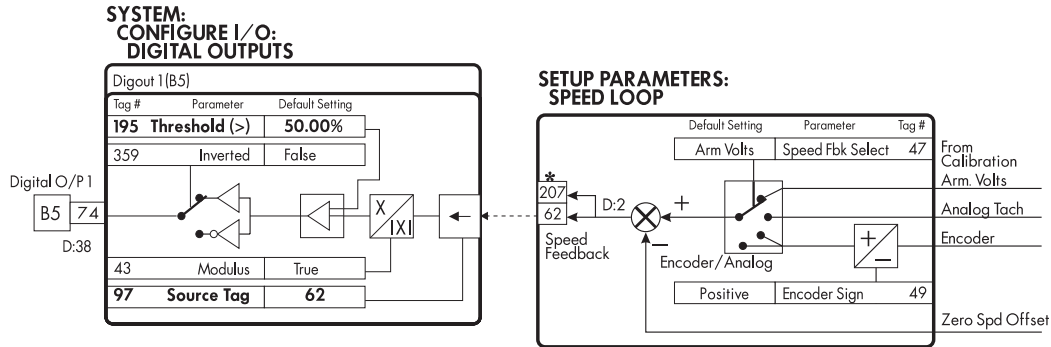 SYSTEM:
CONFIGURE I/O:
DIGITAL OUTPUTS
Digout 1(B5)
Tag # Parameter Default Setting
195 Threshold (>) 50.00%
359 Inverted False
Digital O/P 1
B5 74
D:38
X
|X|
43 Modulus True
97 Source Tag 62
SETUP PARAMETERS:
SPEED LOOP
Default Setting Parameter Tag #
Arm Volts Speed Fbk Select 47
From
Calibration
Arm. Volts
Analog Tach
Encoder
*
207
62
D:2
+
−
Speed
Feedback
Encoder/Analog
+
−
Positive Encoder Sign 49
Zero Spd Offset